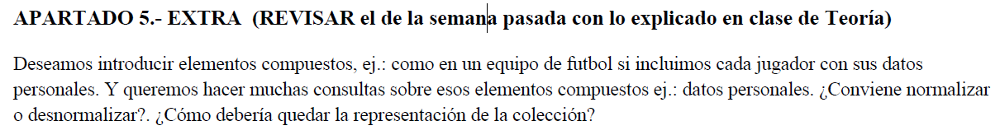 APARTADO 5.- EXTRA (REVISAR el de la semana pasada con lo explicado en clase de Teoría)
Deseamos introducir elementos compuestos, ej.: como en un equipo de futbol si incluimos cada jugador con sus datos
personales. Y queremos hacer muchas consultas sobre esos elementos compuestos ej.: datos personales. ¿Conviene normalizar
o desnormalizar?. ¿Cómo debería quedar la representación de la colección?